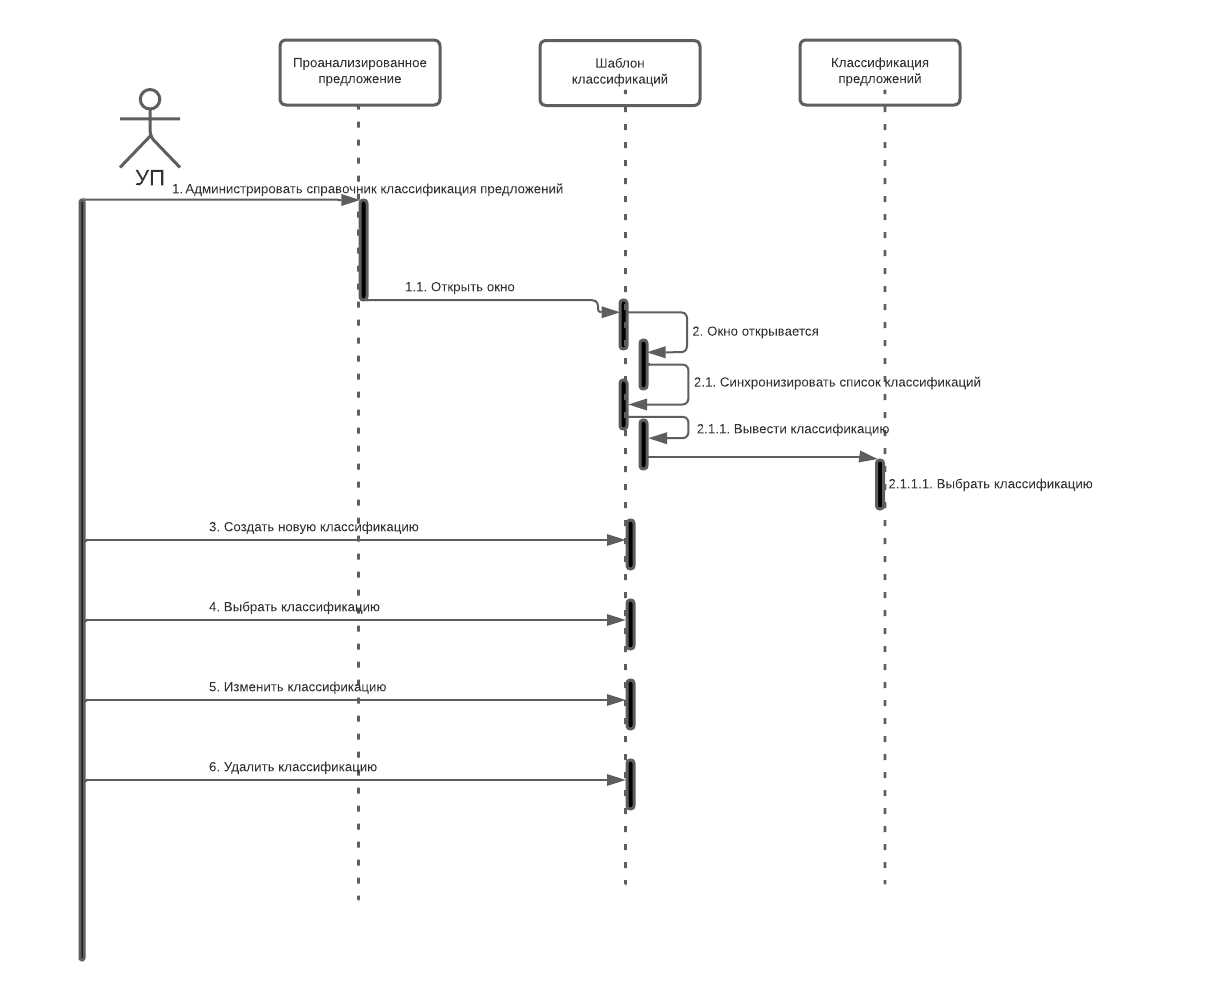 Проанализированное
предложение
Шаблон
классификаций
Классификация
предложений
УП
1. Администрировать справочник классификация предложений
1.1. Открыть окно
2. Окно открывается
2.1. Синхронизировать список классификаций
2.1.1. Вывести классификацию
2.1.1.1. Выбрать классификацию
3. Создать новую классификацию
4. Выбрать классификацию
5. Изменить классификацию
6. Удалить классификацию